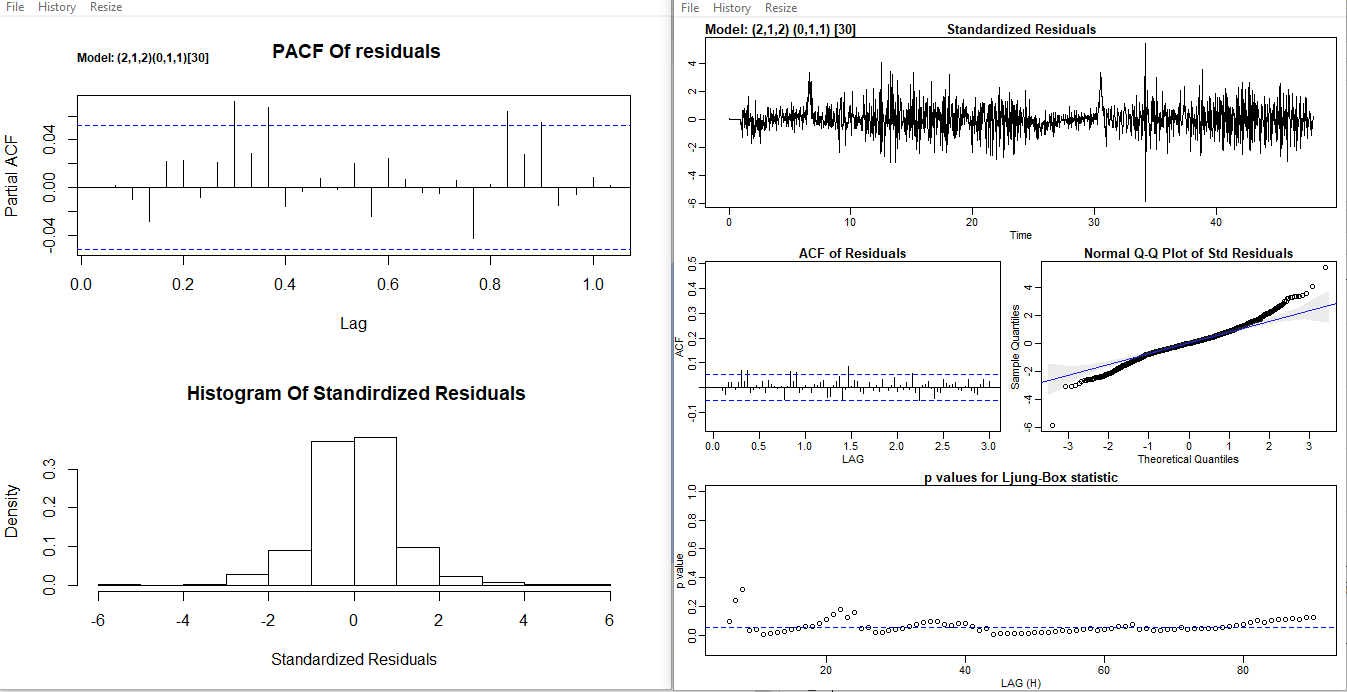 File History Resize
Model: (2,1,2)(0,1,1)[30]
PACF Of residuals
Partial ACF
0.04
0.00
-0.04
0.0 0.2 0.4 0.6 0.8 1.0
Lag
Histogram Of Standirdized Residuals
Density
0.3
0.2
0.1
0.0
-6 -4 -2 0 2 4 6
Standardized Residuals
File History Resize
Model: (2,1,2) (0,1,1) [30]
Standardized Residuals
4
2
0
-2
-4
-6
0 10 20 30 40
Time
ACF of Residuals
ACF
0.5
0.4
0.3
0.2
0.1
-0.1
0.0 0.5 1.0 1.5 2.0 2.5 3.0
LAG
Normal Q-Q Plot of Std Residuals
Sample Quantiles
4
2
0
-2
-4
-6
-3 -2 -1 0 1 2 3
Theoretical Quantiles
p values for Ljung-Box statistic
p value
1.0
0.8
0.6
0.4
0.2
0.0
20 40 60 80
LAG (H)